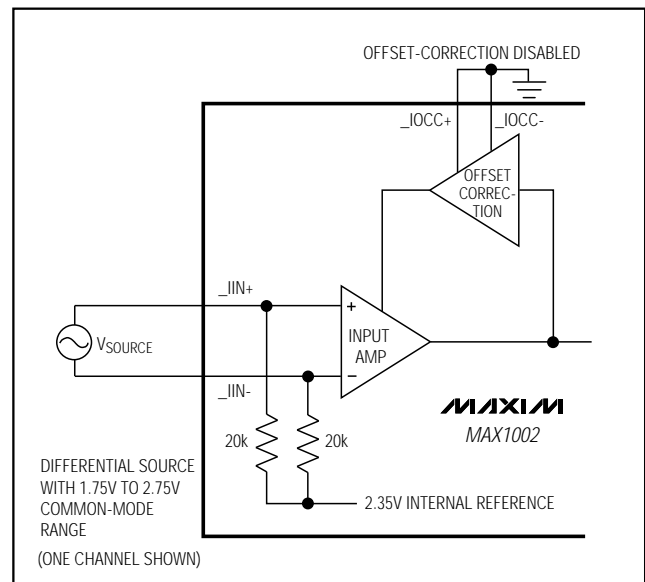 OFFSET-CORRECTION DISABLED
_IOCC+
_IOCC-
OFFSET
CORREC-
TION
_IIN+
+
VSOURCE
INPUT
AMP
−
_IIN-
MAXIM
MAX1002
20k
20k
DIFFERENTIAL SOURCE
WITH 1.75V TO 2.75V
COMMON-MODE
RANGE
2.35V INTERNAL REFERENCE
(ONE CHANNEL SHOWN)